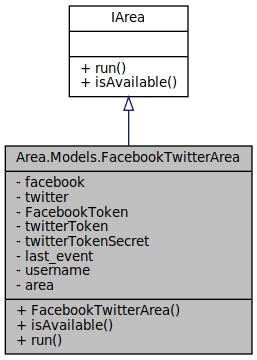 IArea
+ run()
+ isAvailable()
Area.Models.FacebookTwitterArea
- facebook
- twitter
- FacebookToken
- twitterToken
- twitterTokenSecret
- last_event
- username
- area
+ FacebookTwitterArea()
+ isAvailable()
+ run()